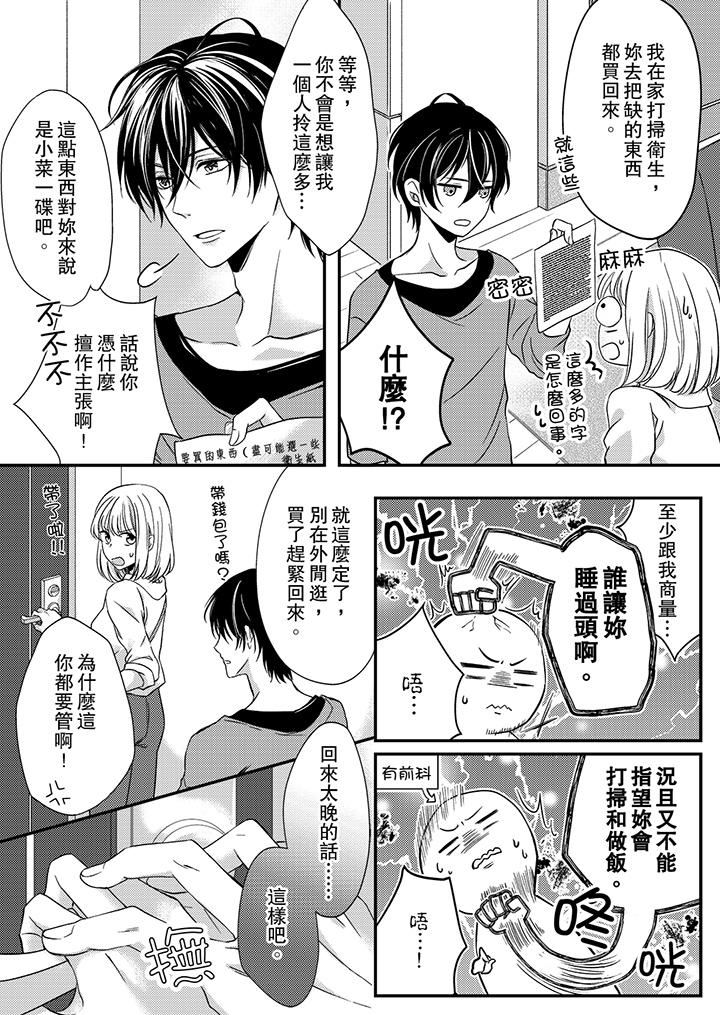 我在家打掃衛生，
妳去把缺的東西
都買回來。
就這些
麻麻
密密
這麼多的字
是怎麼回事。
什麼!?
等等，
你不會是想讓我
一個人拎這麼多…
這點東西對妳來說
是小菜一碟吧。
不不不
話說你
憑什麼
擅作主張啊！
要買的東西（盡可能選一些
衛生紙
至少跟我商量…
咣
誰讓妳
睡過頭啊。
唔…
況且又不能
指望妳會
打掃和做飯。
有前科
唔…！
咚
咣
就這麼定了，
別在外閒逛，
買了趕緊回來。
帶錢包了嗎？
帶了啦!!
為什麼這
你都要管啊！
回來太晚的話……
這樣吧。
撫